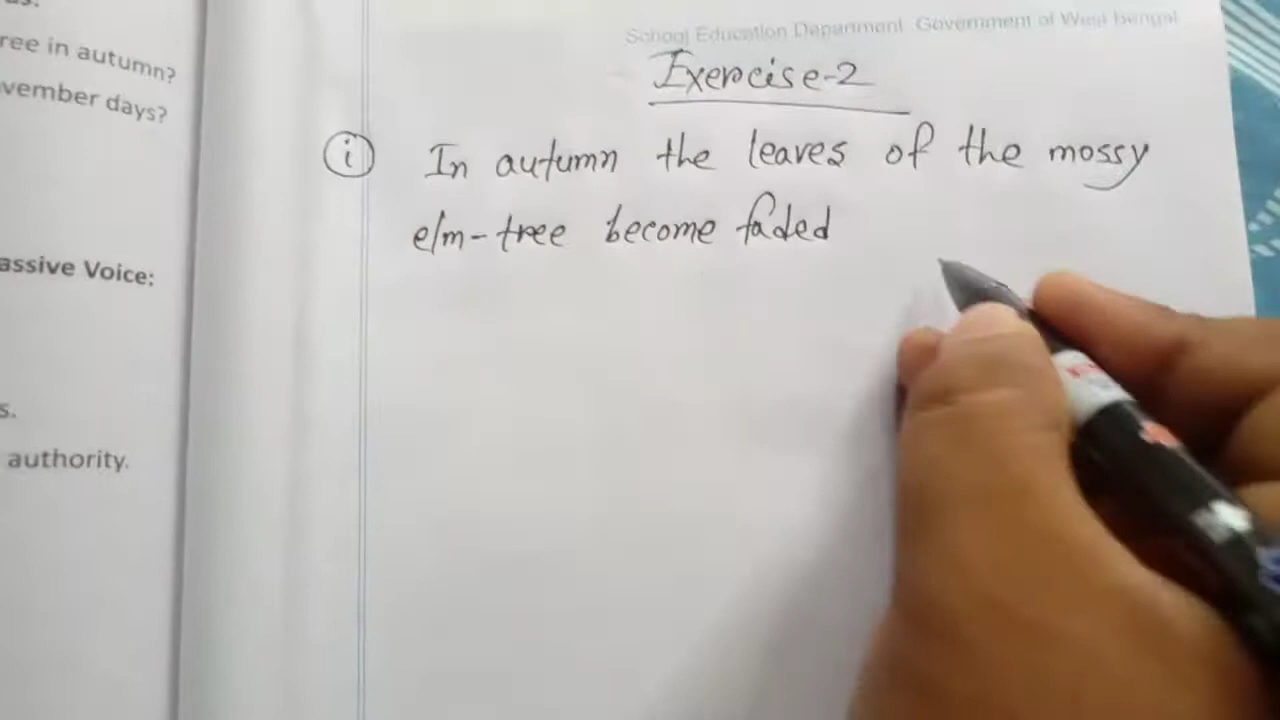 ree in autumn?
vember days?
assive Voice:
s.
authority.
School Education Department. Government of West Bengal
Exercise-2
i In autumn the leaves of the mossy
elm-tree become faded